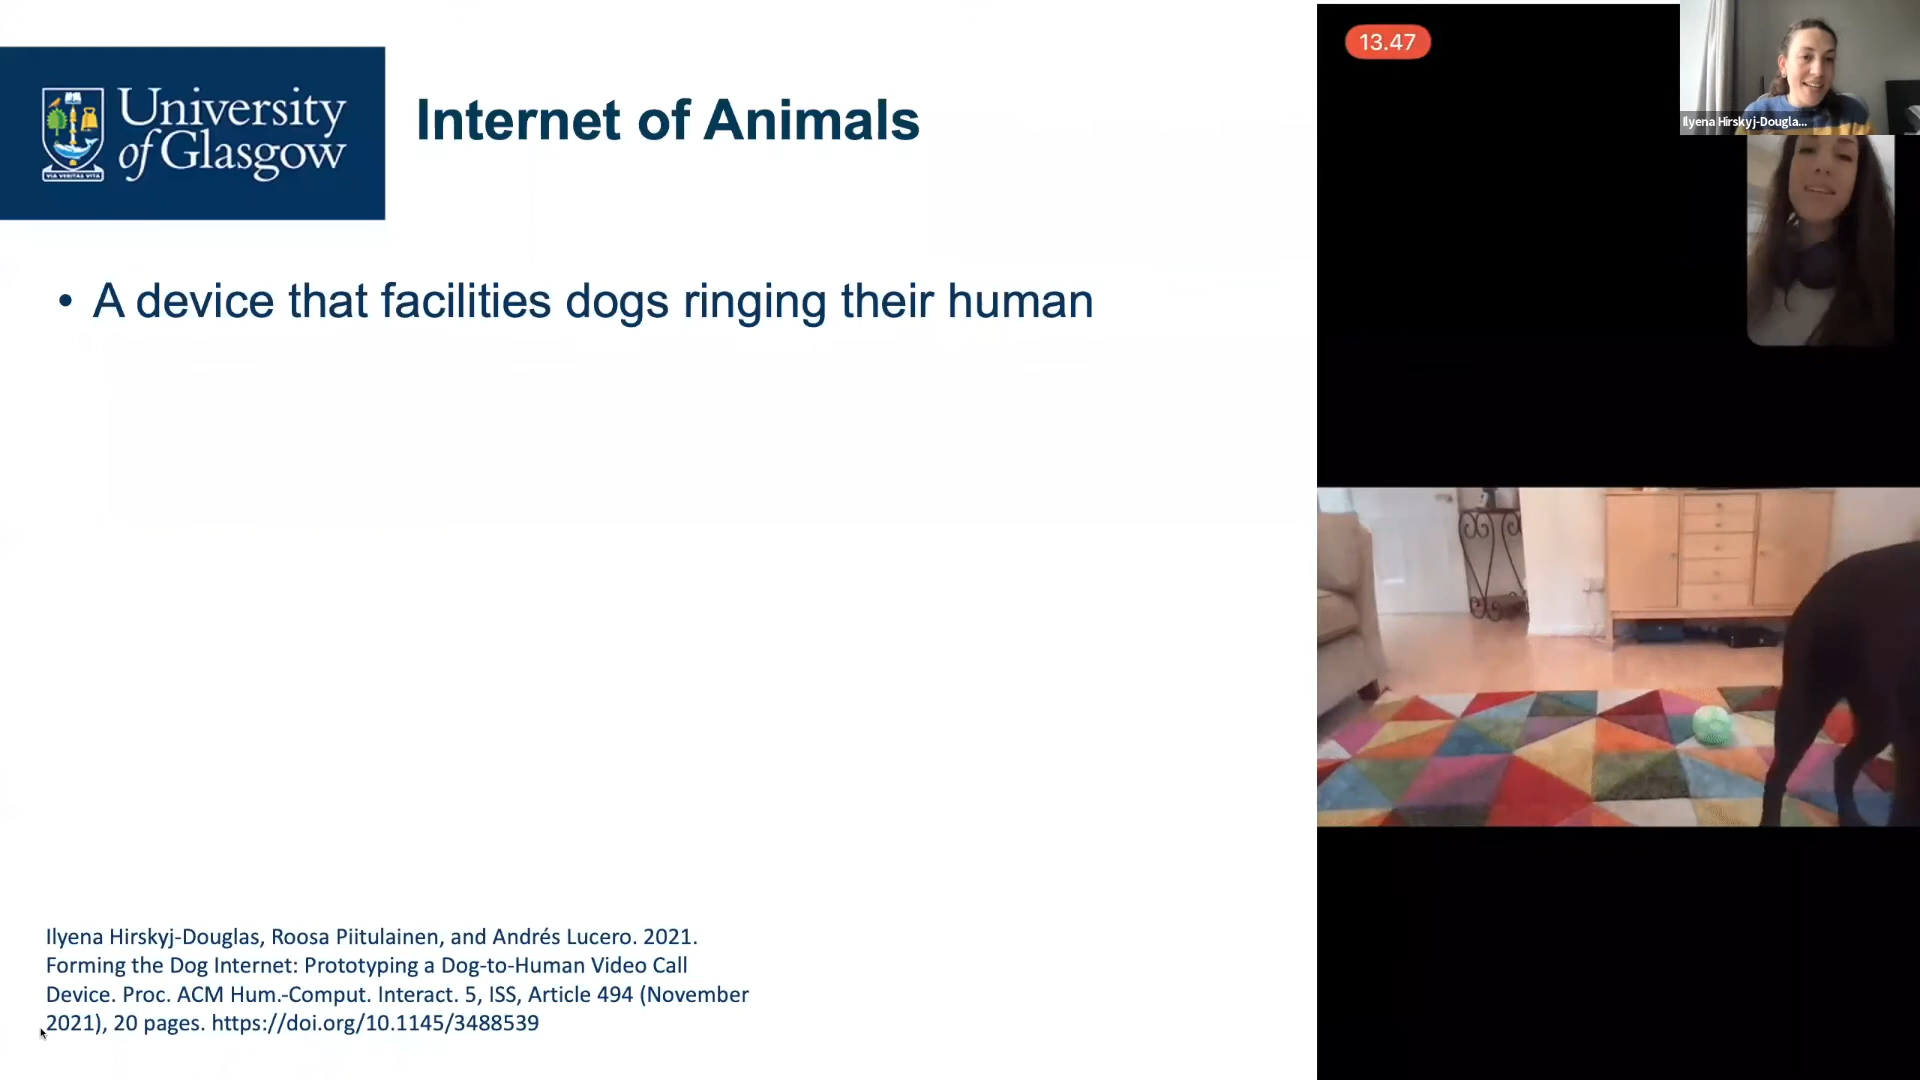 University
of Glasgow
VIA VERITAS VITA
Internet of Animals
• A device that facilities dogs ringing their human
Ilyena Hirskyj-Douglas, Roosa Piitulainen, and Andrés Lucero. 2021.
Forming the Dog Internet: Prototyping a Dog-to-Human Video Call
Device. Proc. ACM Hum.-Comput. Interact. 5, ISS, Article 494 (November
2021), 20 pages. https://doi.org/10.1145/3488539
13.47
Ilyena Hirskyj-Dougla...